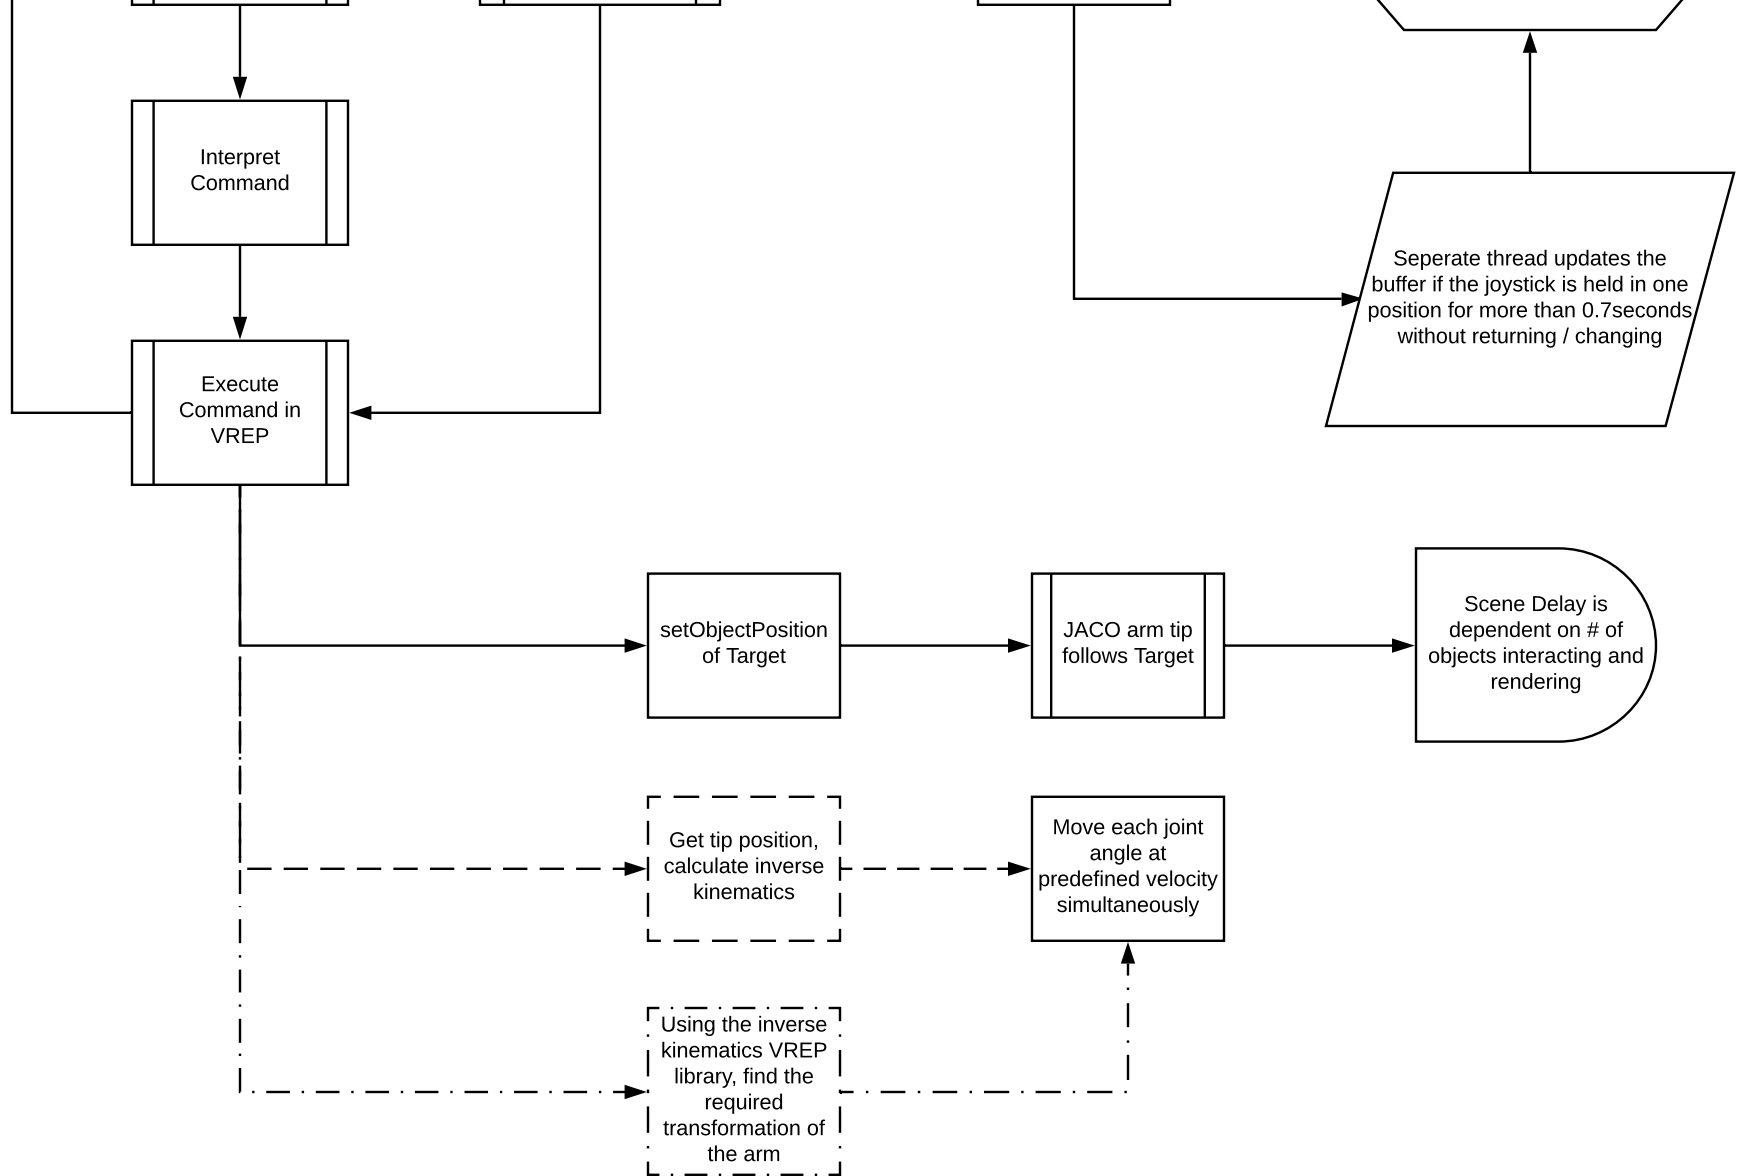 Interpret
Command
Seperate thread updates the
buffer if the joystick is held in one
position for more than 0.7seconds
without returning / changing
Execute
Command in
VREP
setObjectPosition
of Target
JACO arm tip
follows Target
Scene Delay is
dependent on # of
objects interacting and
rendering
Get tip position,
calculate inverse
kinematics
Move each joint
angle at
predefined velocity
simultaneously
Using the inverse
kinematics VREP
library, find the
required
transformation of
the arm